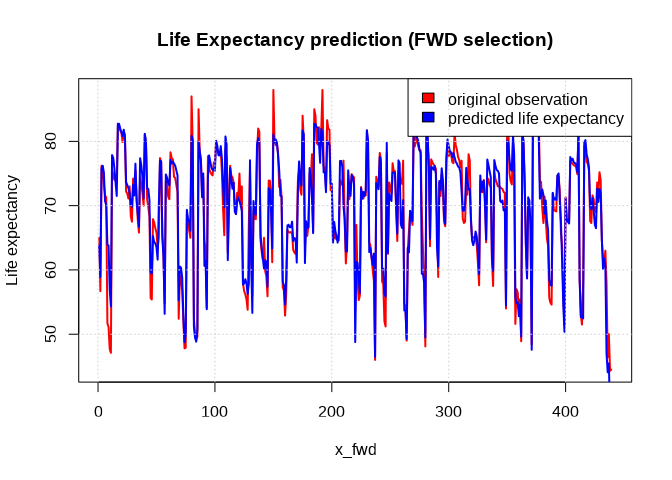 Life Expectancy prediction (FWD selection)
original observation
predicted life expectancy
Life expectancy
80
70
60
50
0 100 200 300 400
x_fwd